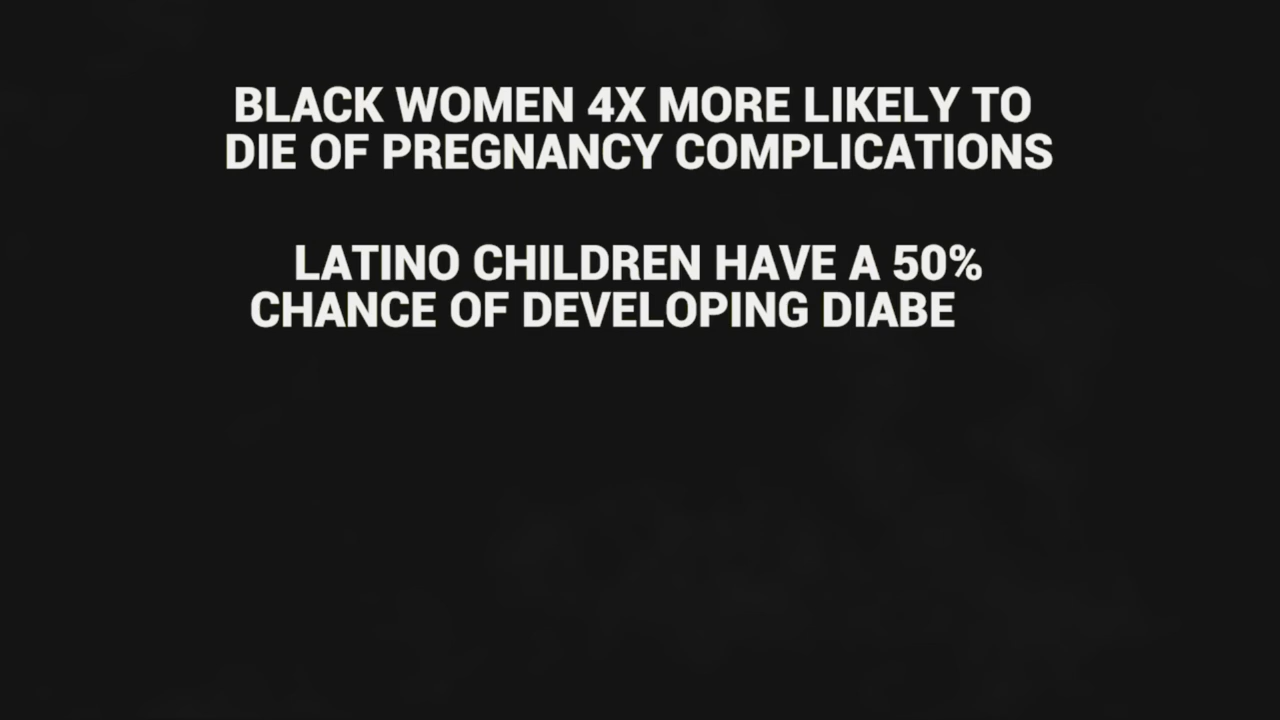 BLACK WOMEN 4X MORE LIKELY TO
DIE OF PREGNANCY COMPLICATIONS
LATINO CHILDREN HAVE A 50%
CHANCE OF DEVELOPING DIABE